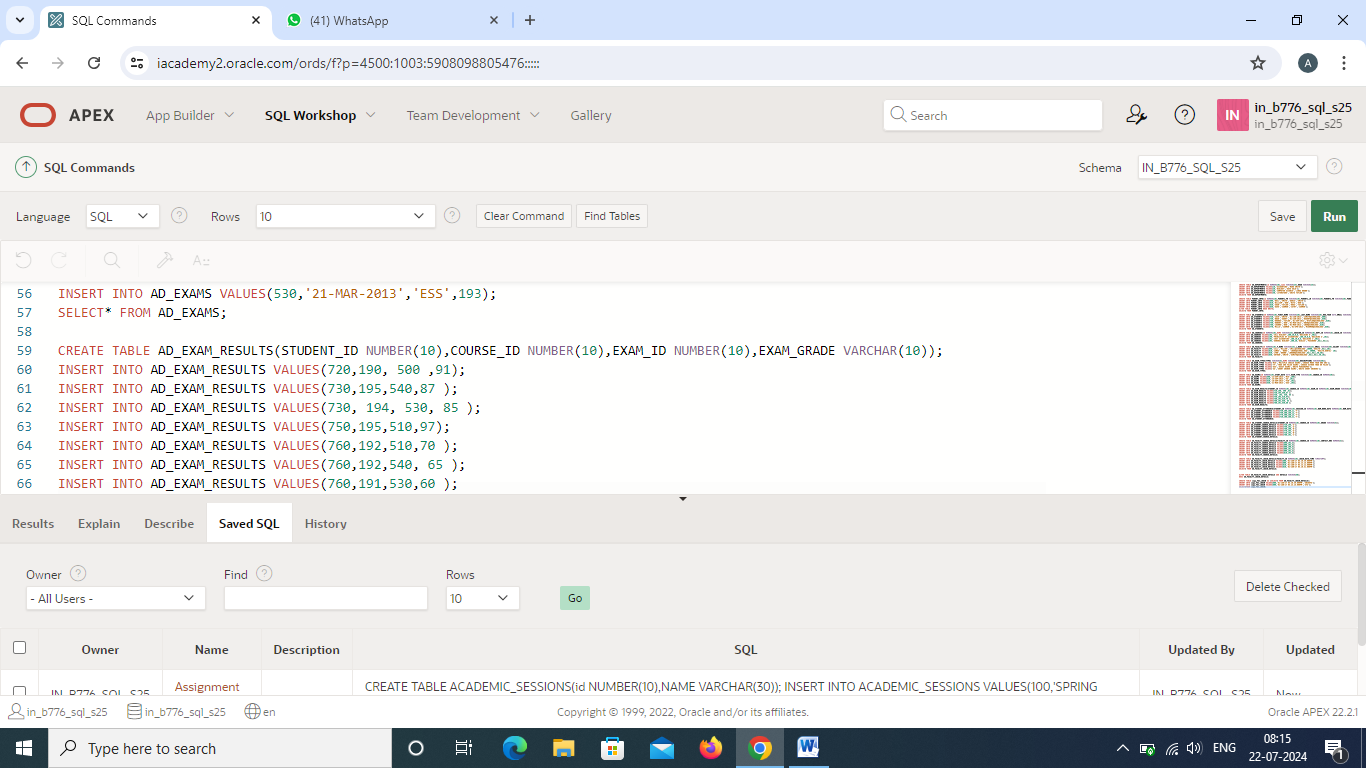 SQL Commands
(41) WhatsApp
iacademy2.oracle.com/ords/f?p=4500:1003:5908098805476:::::
A
APEX
App Builder
SQL Workshop
Team Development
Gallery
Search
IN
in_b776_sql_s25
in_b776_sql_s25
SQL Commands
Schema
IN_B776_SQL_S25
Language
SQL
Rows
10
Clear Command
Find Tables
Save
Run
56 INSERT INTO AD_EXAMS VALUES(530,'21-MAR-2013','ESS',193);
57 SELECT* FROM AD_EXAMS;
58
59 CREATE TABLE AD_EXAM_RESULTS(STUDENT_ID NUMBER(10),COURSE_ID NUMBER(10),EXAM_ID NUMBER(10),EXAM_GRADE VARCHAR(10));
60 INSERT INTO AD_EXAM_RESULTS VALUES(720,190, 500 ,91);
61 INSERT INTO AD_EXAM_RESULTS VALUES(730,195,540,87 );
62 INSERT INTO AD_EXAM_RESULTS VALUES(730, 194, 530, 85 );
63 INSERT INTO AD_EXAM_RESULTS VALUES(750,195,510,97);
64 INSERT INTO AD_EXAM_RESULTS VALUES(760,192,510,70 );
65 INSERT INTO AD_EXAM_RESULTS VALUES(760,192,540, 65 );
66 INSERT INTO AD_EXAM_RESULTS VALUES(760,191,530,60 );
Results
Explain
Describe
Saved SQL
History
Owner
Find
Rows
- All Users -
10
Go
Delete Checked
Owner
Name
Description
SQL
Updated By
Updated
IN_B776_SQL_S25
Assignment
CREATE TABLE ACADEMIC_SESSIONS(id NUMBER(10),NAME VARCHAR(30)); INSERT INTO ACADEMIC_SESSIONS VALUES(100,'SPRING
IN_B776_SQL_S25
Now
in_b776_sql_s25
in_b776_sql_s25
en
Copyright © 1999, 2022, Oracle and/or its affiliates.
Oracle APEX 22.2.1
Type here to search
ENG
08:15
22-07-2024
1